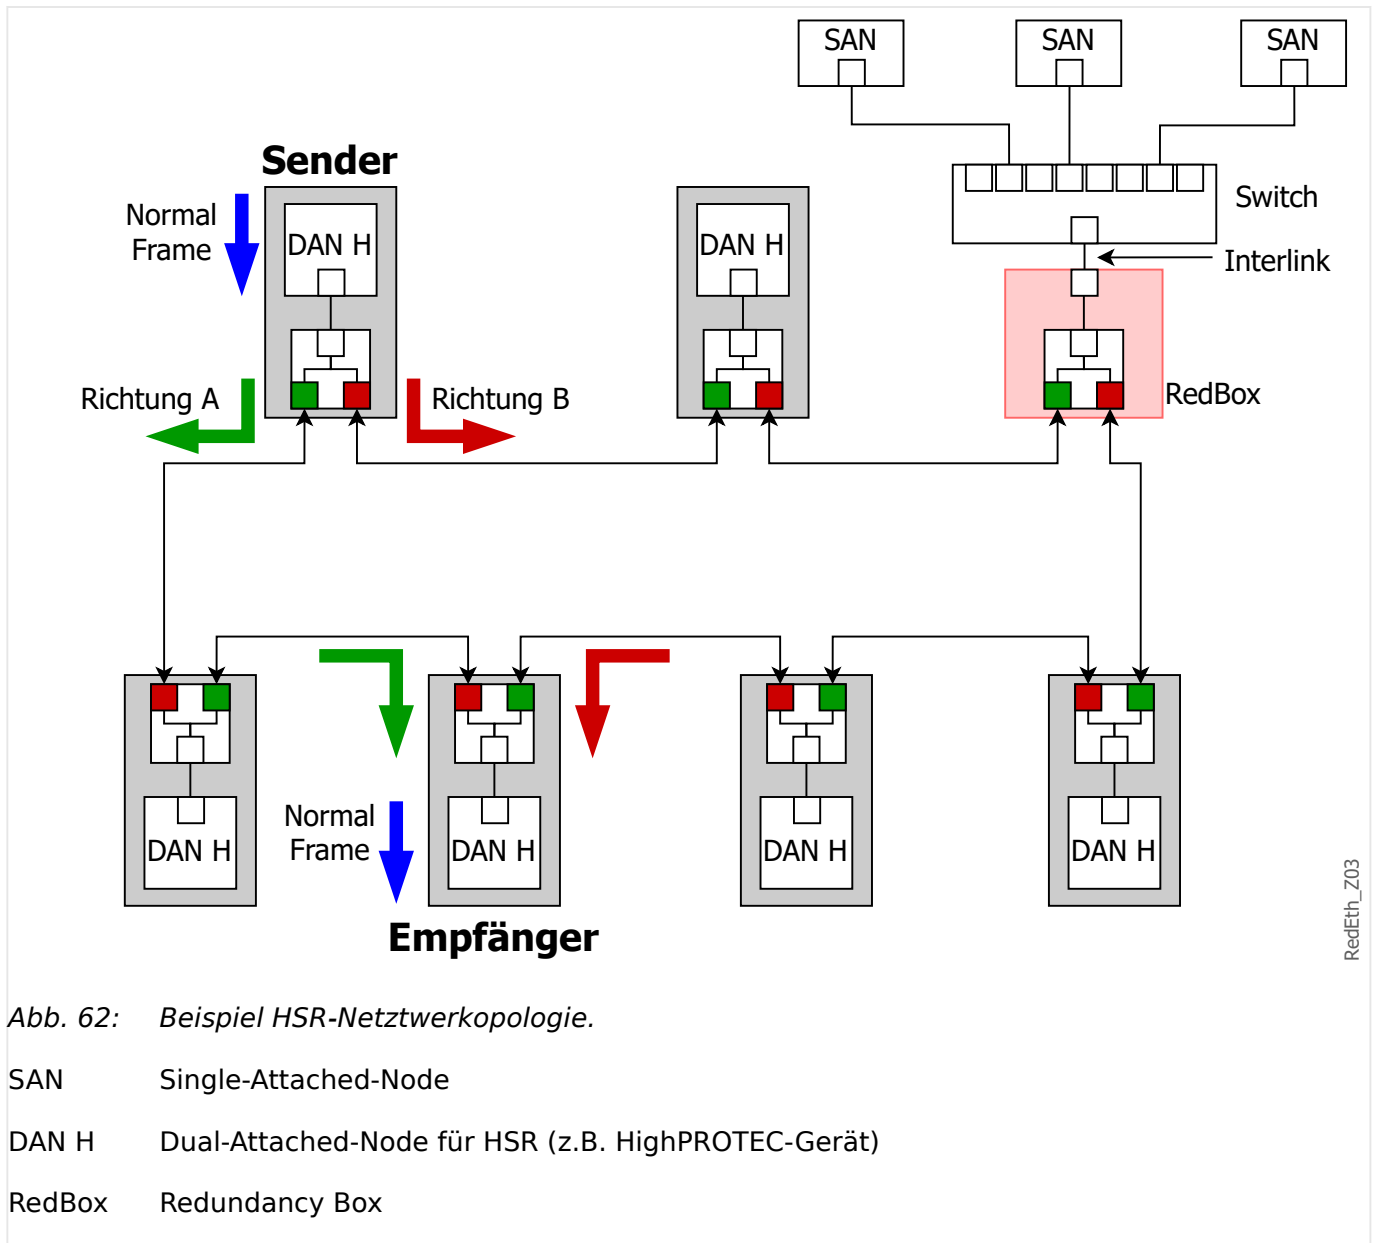 SAN
SAN
SAN
Sender
Normal
Frame
DAN H
DAN H
Switch
Interlink
Richtung A
Richtung B
RedBox
Normal
Frame
DAN H
DAN H
DAN H
DAN H
Empfänger
RedEth_Z03
Abb. 62: Beispiel HSR-Netztwerkopologie.
SAN Single-Attached-Node
DAN H Dual-Attached-Node für HSR (z.B. HighPROTEC-Gerät)
RedBox Redundancy Box